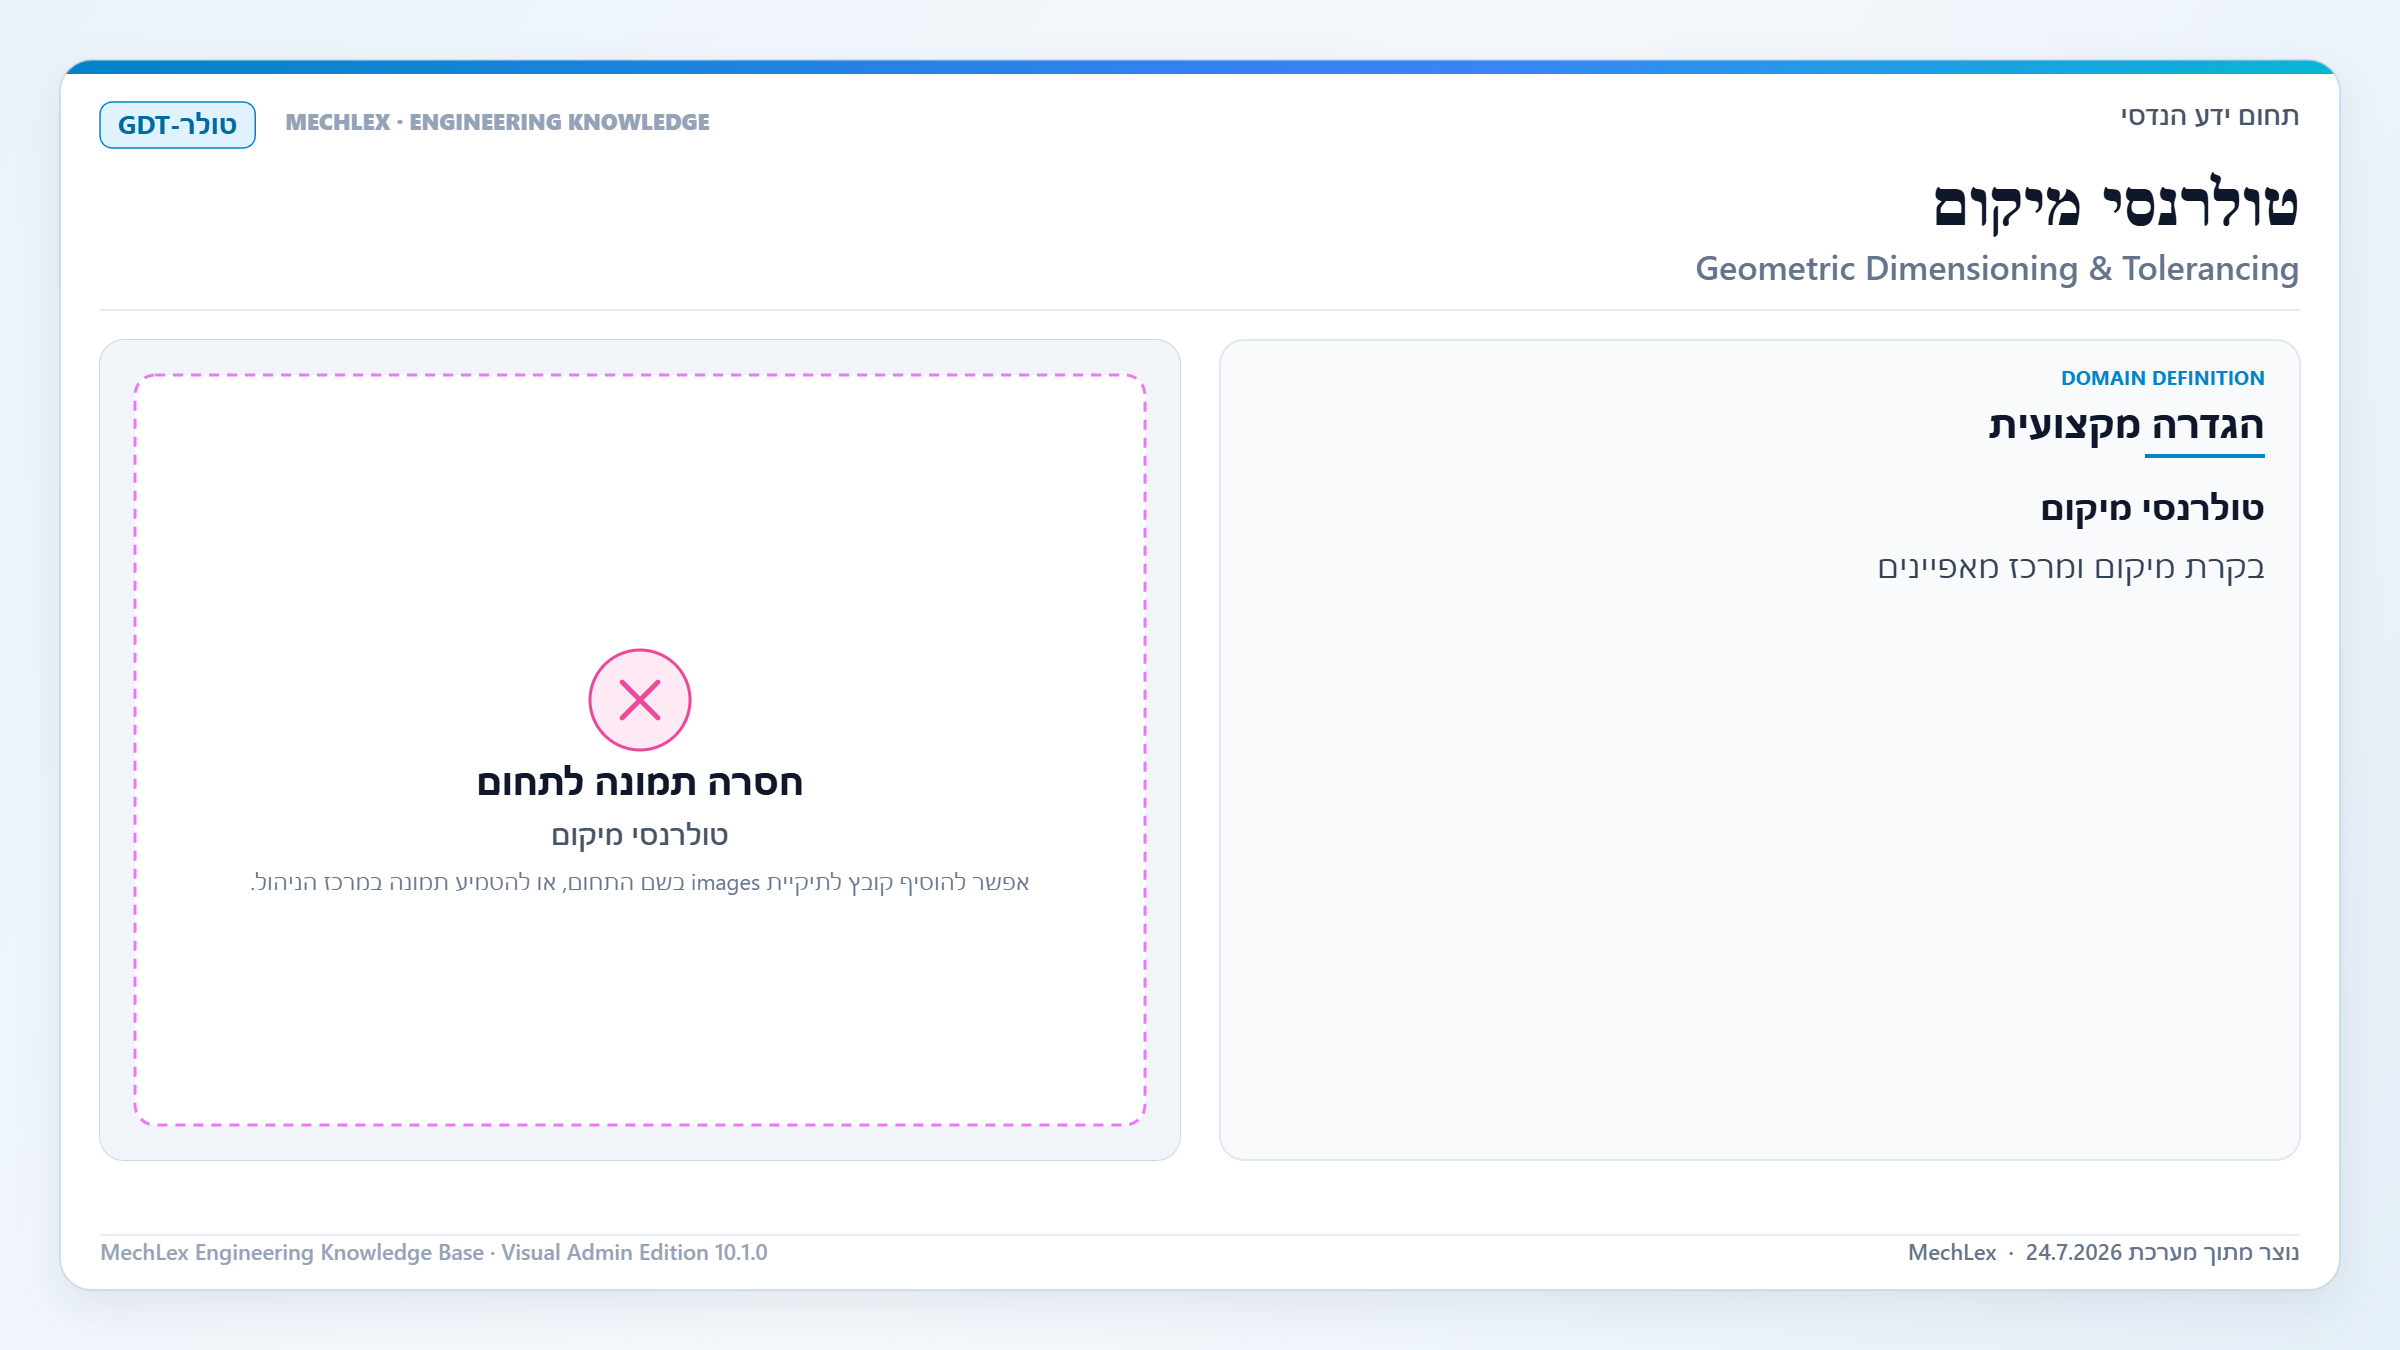 תחום ידע הנדסי
MECHLEX · ENGINEERING KNOWLEDGE
טולר-GDT
טולרנסי מיקום
Geometric Dimensioning & Tolerancing
DOMAIN DEFINITION
הגדרה מקצועית
טולרנסי מיקום
בקרת מיקום ומרכז מאפיינים
חסרה תמונה לתחום
טולרנסי מיקום
אפשר להוסיף קובץ לתיקיית images בשם התחום, או להטמיע תמונה במרכז הניהול.
נוצר מתוך מערכת MechLex · 24.7.2026
MechLex Engineering Knowledge Base · Visual Admin Edition 10.1.0